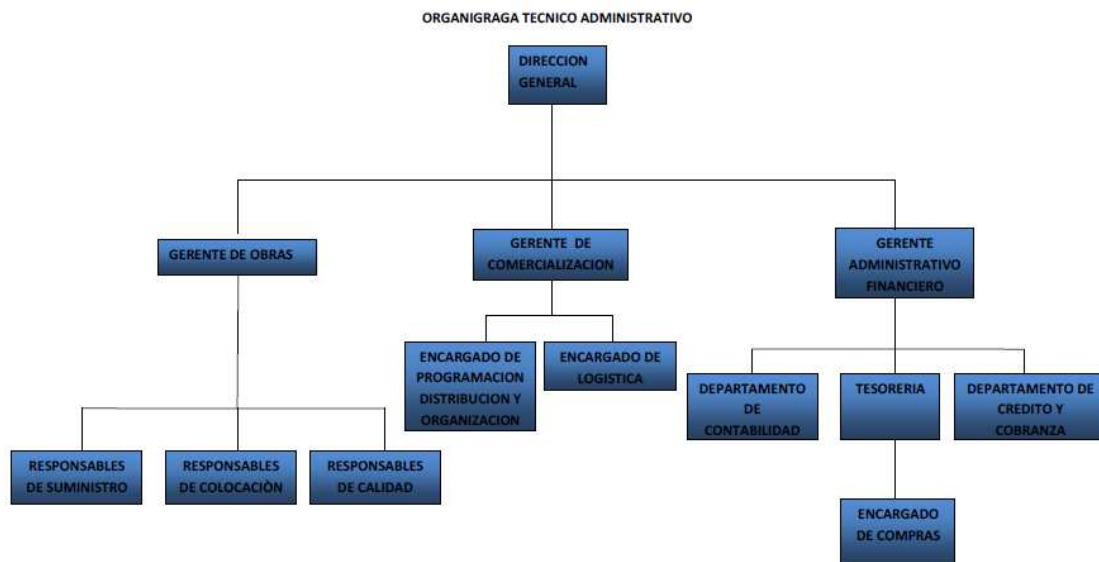 ORGANIGRAGA TECNICO ADMINISTRATIVO
DIRECCION
GENERAL
GERENTE DE OBRAS
GERENTE DE
COMERCIALIZACION
GERENTE
ADMINISTRATIVO
FINANCIERO
ENCARGADO DE
PROGRAMACION
DISTRIBUCION Y
ORGANIZACION
ENCARGADO DE
LOGISTICA
DEPARTAMENTO
DE
CONTABILIDAD
TESORERIA
DEPARTAMENTO DE
CREDITO Y
COBRANZA
RESPONSABLES
DE SUMINISTRO
RESPONSABLES
DE COLOCACIÒN
RESPONSABLES
DE CALIDAD
ENCARGADO
DE COMPRAS